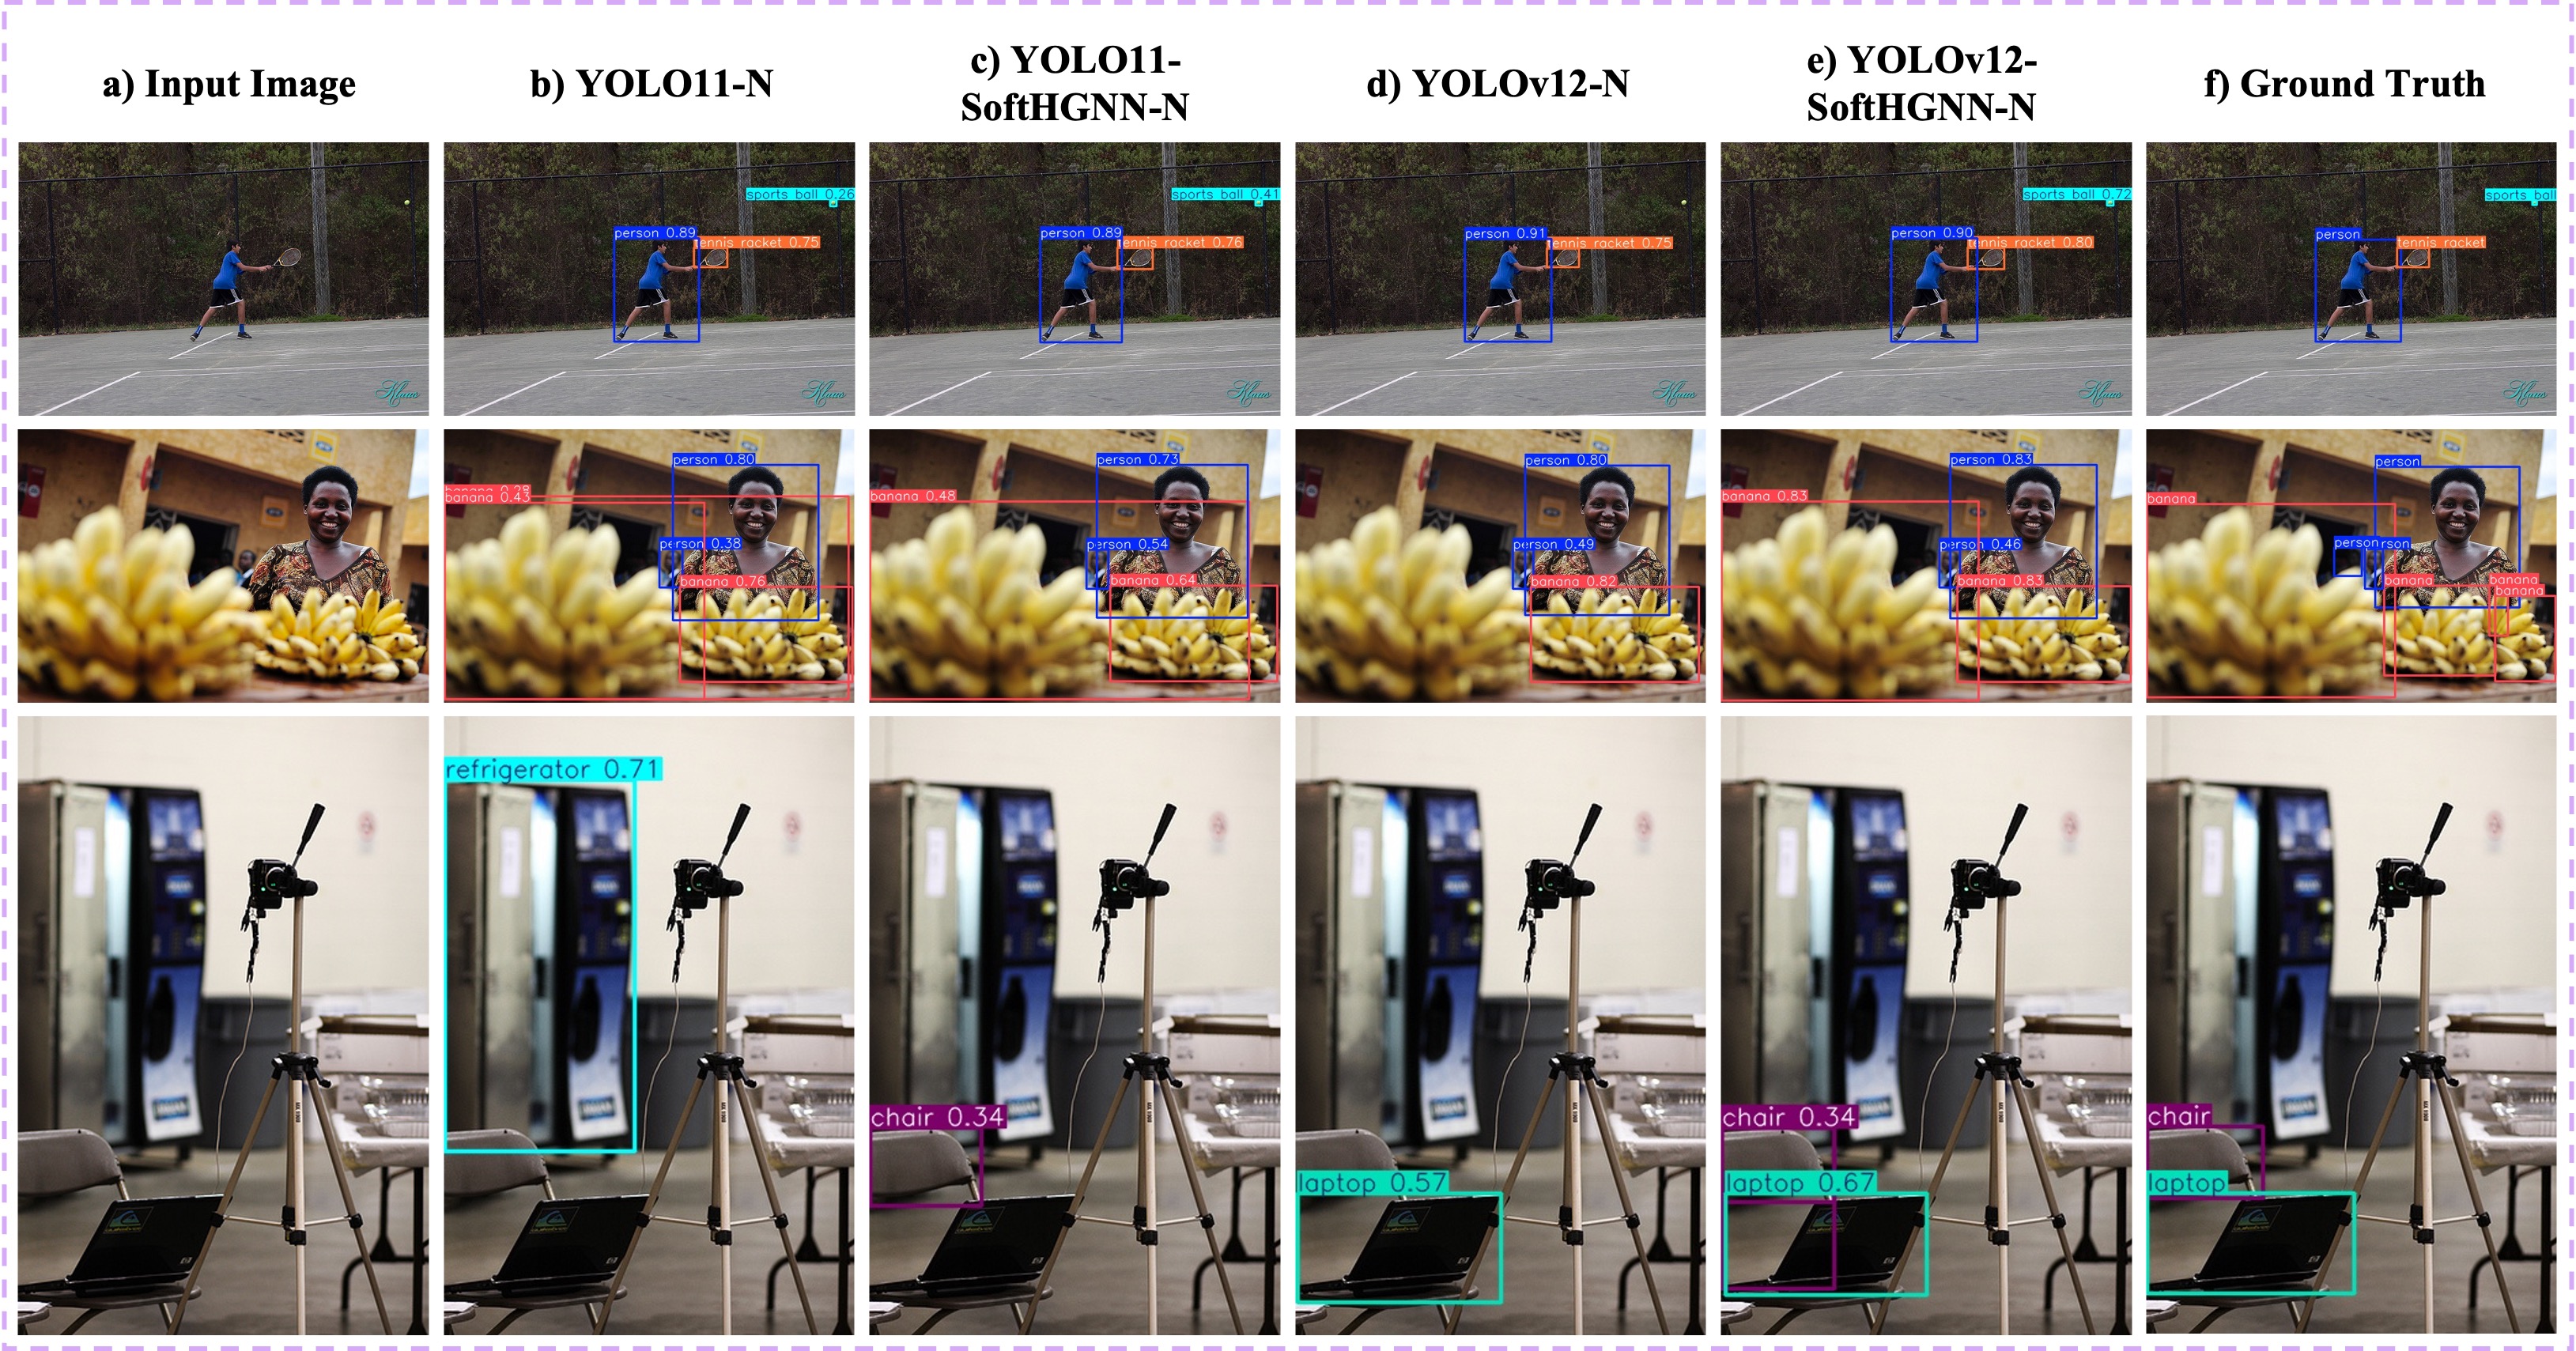 a) Input Image
b) YOLO11-N
c) YOLO11-
SoftHGNN-N
d) YOLOv12-N
e) YOLOv12-
SoftHGNN-N
f) Ground Truth
Klaus
sports ball 0.26
person 0.89
tennis racket 0.75
Klaus
sports ball 0.41
person 0.89
tennis racket 0.76
Klaus
person 0.91
tennis racket 0.75
Klaus
sports ball 0.72
person 0.90
tennis racket 0.80
Klaus
sports ball
person
tennis racket
Klaus
person 0.80
banana 0.28
banana 0.43
person 0.38
banana 0.76
person 0.73
banana 0.48
person 0.54
banana 0.64
person 0.80
person 0.49
banana 0.82
person 0.83
banana 0.83
person 0.46
banana 0.83
person
banana
person
rson
banana
banana
banana
refrigerator 0.71
chair 0.34
laptop 0.57
chair 0.34
laptop 0.67
chair
laptop